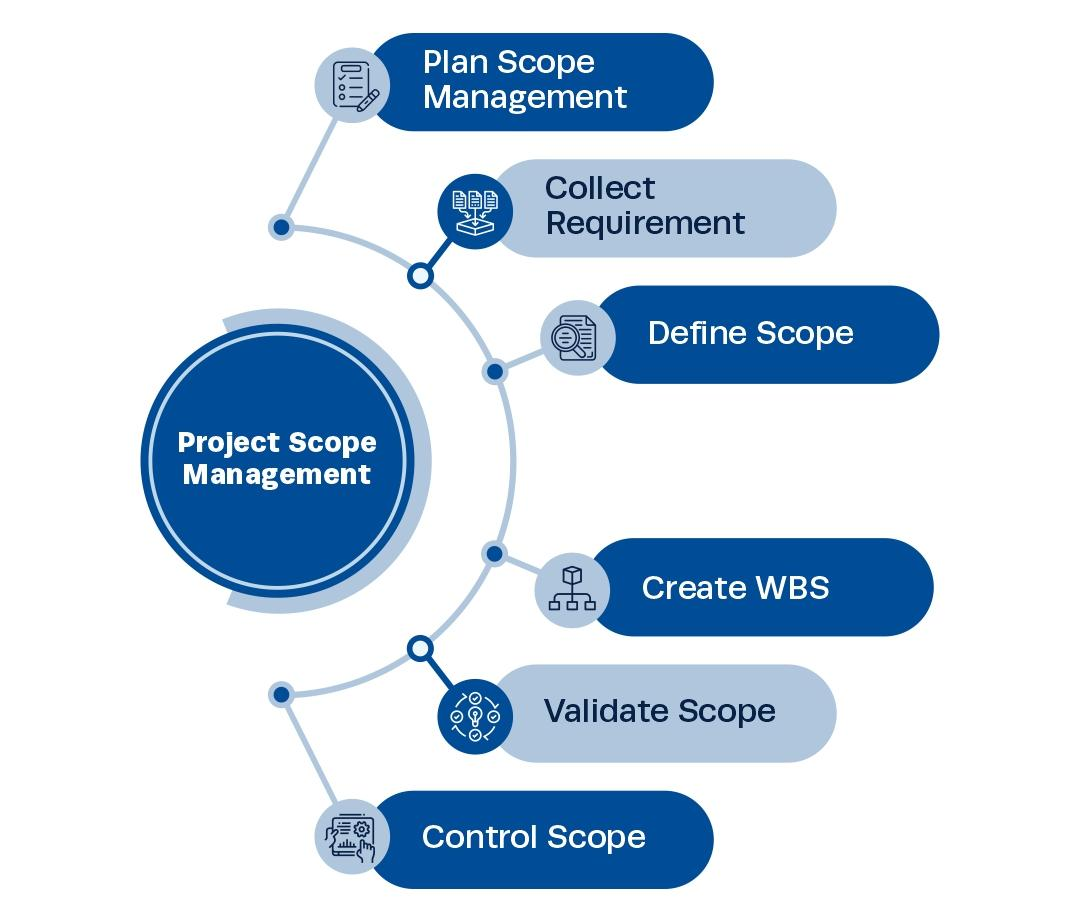 Plan Scope
Management
Collect
Requirement
Define Scope
Project Scope
Management
Create WBS
Validate Scope
Control Scope